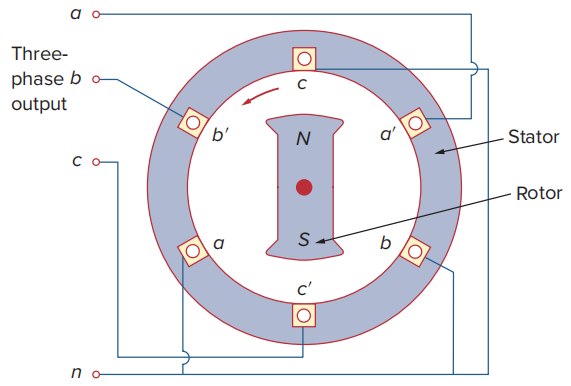 a
Three-
phase b
output
c
n
c
b′
a′
N
S
a
b
c′
Stator
Rotor